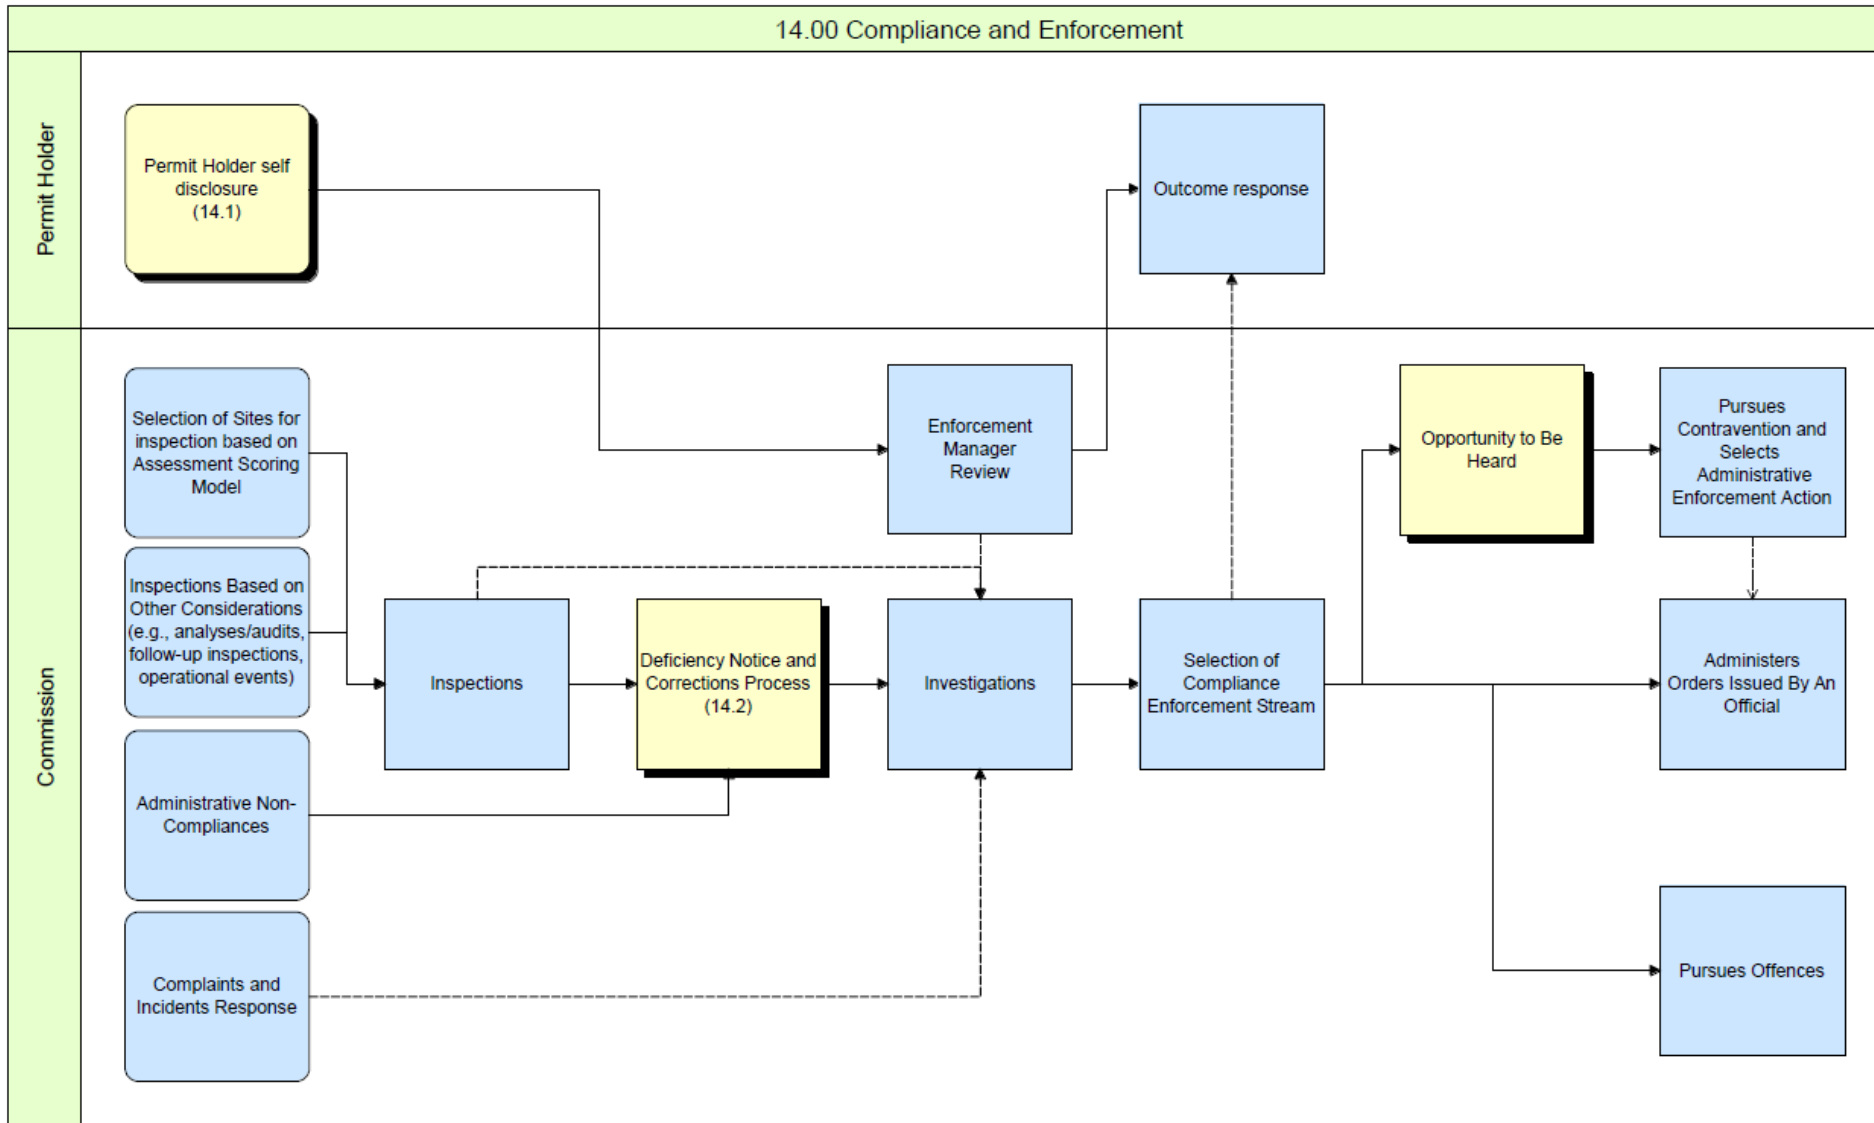 14.00 Compliance and Enforcement
Permit Holder
Permit Holder self
disclosure
(14.1)
Outcome response
Commission
Selection of Sites for
inspection based on
Assessment Scoring
Model
Enforcement
Manager
Review
Opportunity to Be
Heard
Pursues
Contravention and
Selects
Administrative
Enforcement Action
Inspections Based on
Other Considerations
(e.g., analyses/audits,
follow-up inspections,
operational events)
Inspections
Deficiency Notice and
Corrections Process
(14.2)
Investigations
Selection of
Compliance
Enforcement Stream
Administers
Orders Issued By An
Official
Administrative Non-
Compliances
Complaints and
Incidents Response
Pursues Offences